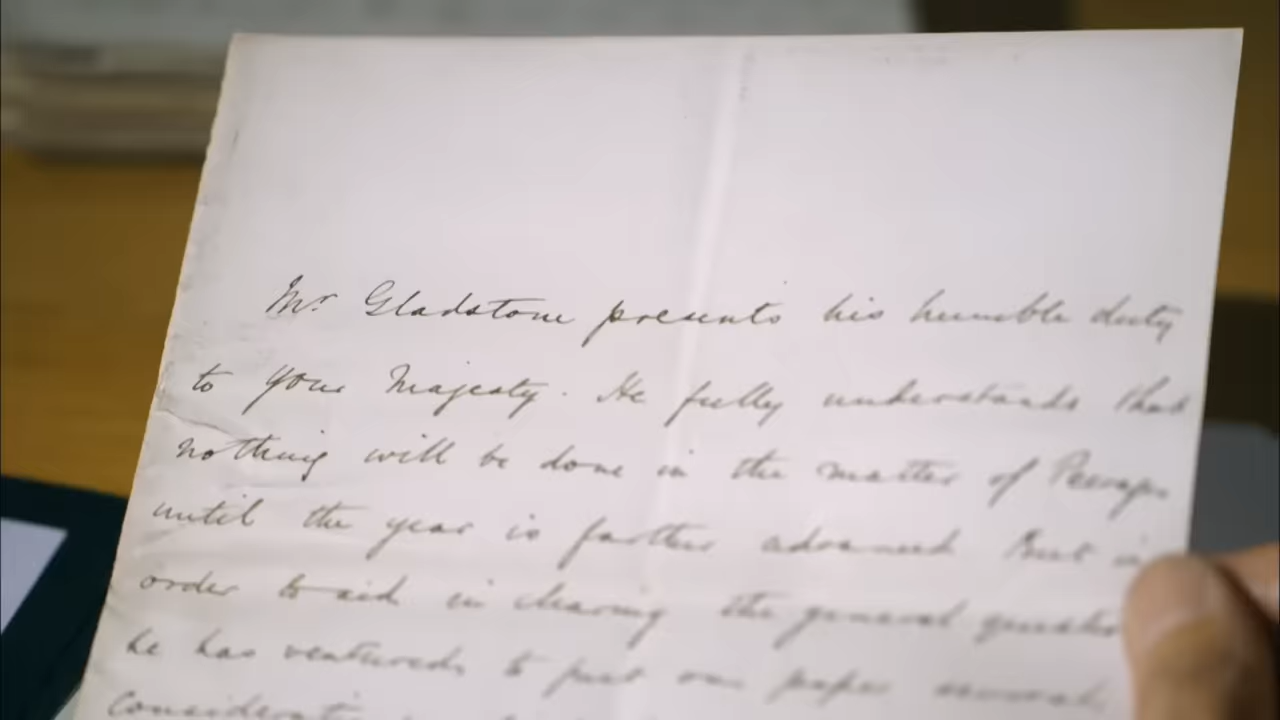 Mr Gladstone presents his humble duty
to Your Majesty. He fully understands that
nothing will be done in the matter of Peerages
until the year is further advanced But in
order to aid in clearing the general question
he has ventured to put on paper several